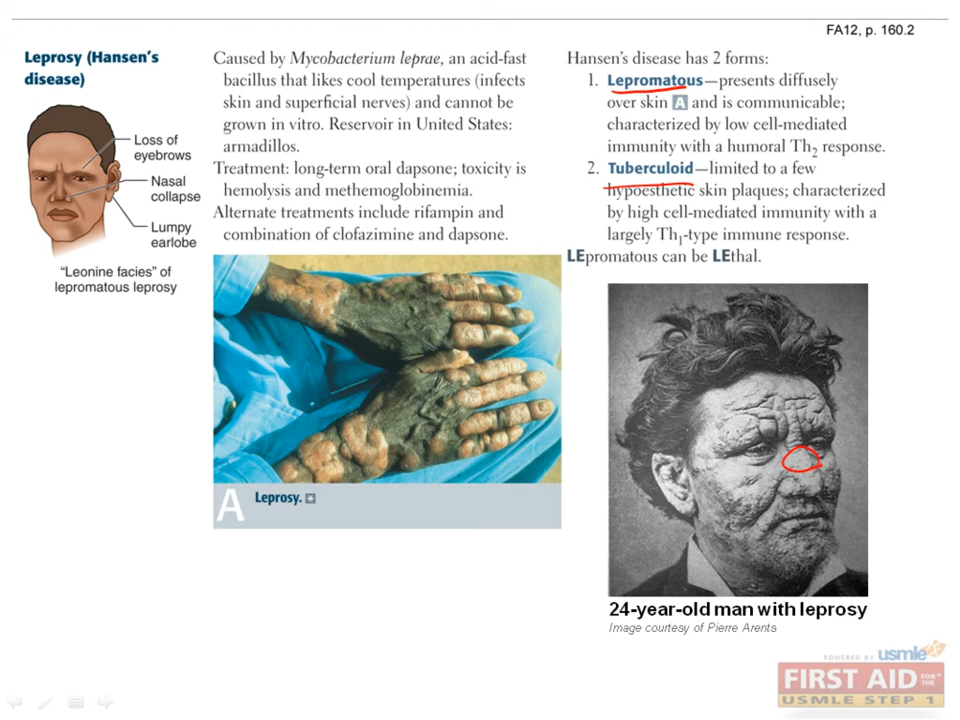 FA12, p. 160.2
Leprosy (Hansen's
disease)
Loss of
eyebrows
Nasal
collapse
Lumpy
earlobe
"Leonine facies" of
lepromatous leprosy
Caused by Mycobacterium leprae, an acid-fast
bacillus that likes cool temperatures (infects
skin and superficial nerves) and cannot be
grown in vitro. Reservoir in United States:
armadillos.
Treatment: long-term oral dapsone; toxicity is
hemolysis and methemoglobinemia.
Alternate treatments include rifampin and
combination of clofazimine and dapsone.
A Leprosy.
Hansen's disease has 2 forms:
1. Lepromatous—presents diffusely
over skin A and is communicable;
characterized by low cell-mediated
immunity with a humoral Th2 response.
2. Tuberculoid—limited to a few
hypoesthetic skin plaques; characterized
by high cell-mediated immunity with a
largely Th1-type immune response.
LEpromatous can be LEthal.
24-year-old man with leprosy
Image courtesy of Pierre Arents
POWERED BY usmle
FIRST AID FOR THE
USMLE STEP 1